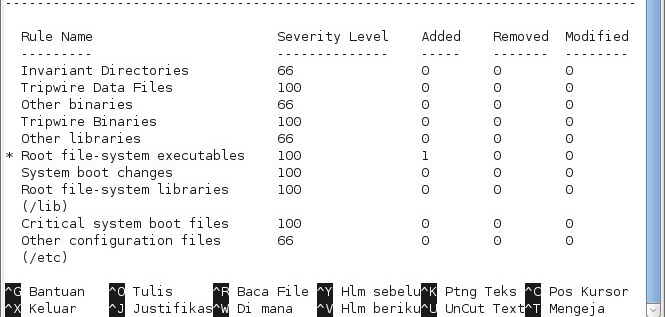 Rule Name Severity Level Added Removed Modified
--------- -------------- ----- ------- --------
Invariant Directories 66 0 0 0
Tripwire Data Files 100 0 0 0
Other binaries 66 0 0 0
Tripwire Binaries 100 0 0 0
Other libraries 66 0 0 0
* Root file-system executables 100 1 0 0
System boot changes 100 0 0 0
Root file-system libraries 100 0 0 0
(/lib)
Critical system boot files 100 0 0 0
Other configuration files 66 0 0 0
(/etc)
^G Bantuan ^O Tulis ^R Baca File ^Y Hlm sebelu^K Ptng Teks ^C Pos Kursor
^X Keluar ^J Justifikas^W Di mana ^V Hlm beriku^U UnCut Text^T Mengeja